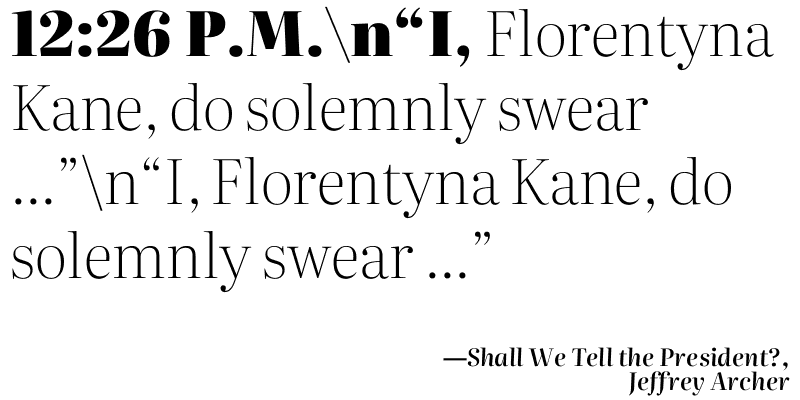 12:26 P.M.\n“I, Florentyna
Kane, do solemnly swear
...”\n“I, Florentyna Kane, do
solemnly swear ...”
—Shall We Tell the President?,
Jeffrey Archer